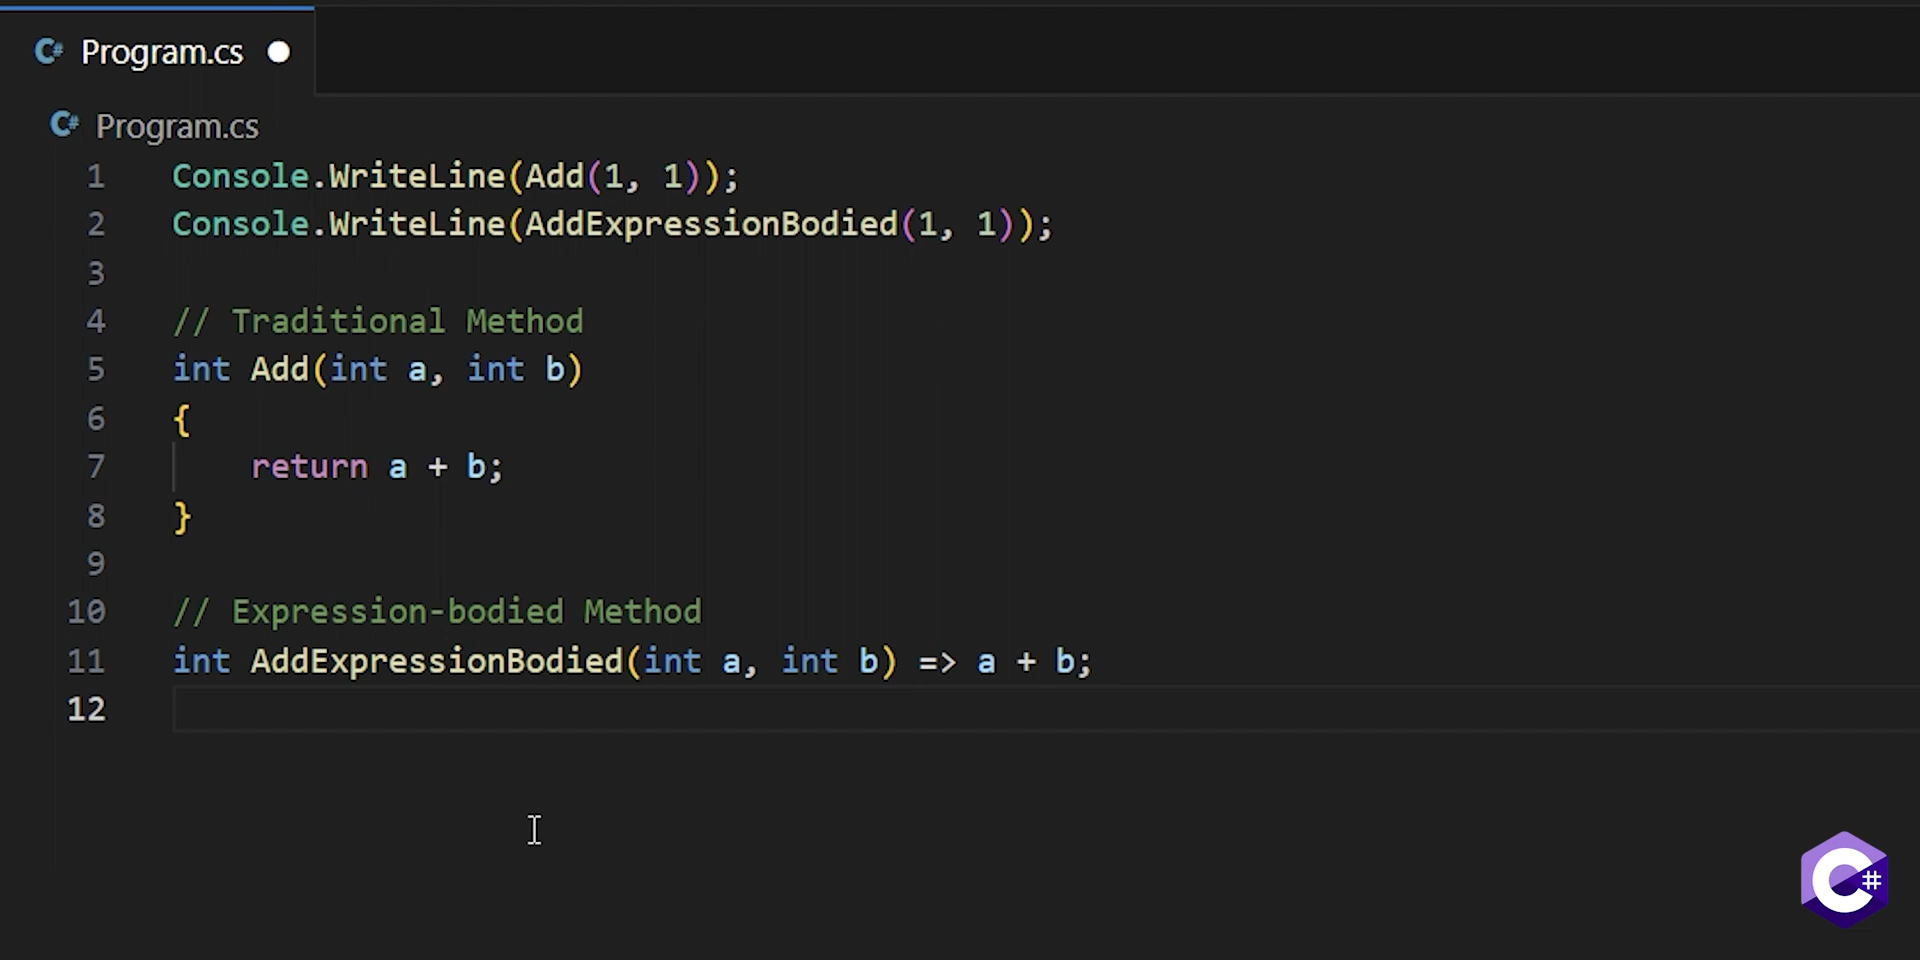 C# Program.cs
C# Program.cs
1 Console.WriteLine(Add(1, 1));
2 Console.WriteLine(AddExpressionBodied(1, 1));
3
4 // Traditional Method
5 int Add(int a, int b)
6 {
7     return a + b;
8 }
9
10 // Expression-bodied Method
11 int AddExpressionBodied(int a, int b) => a + b;
12
C#